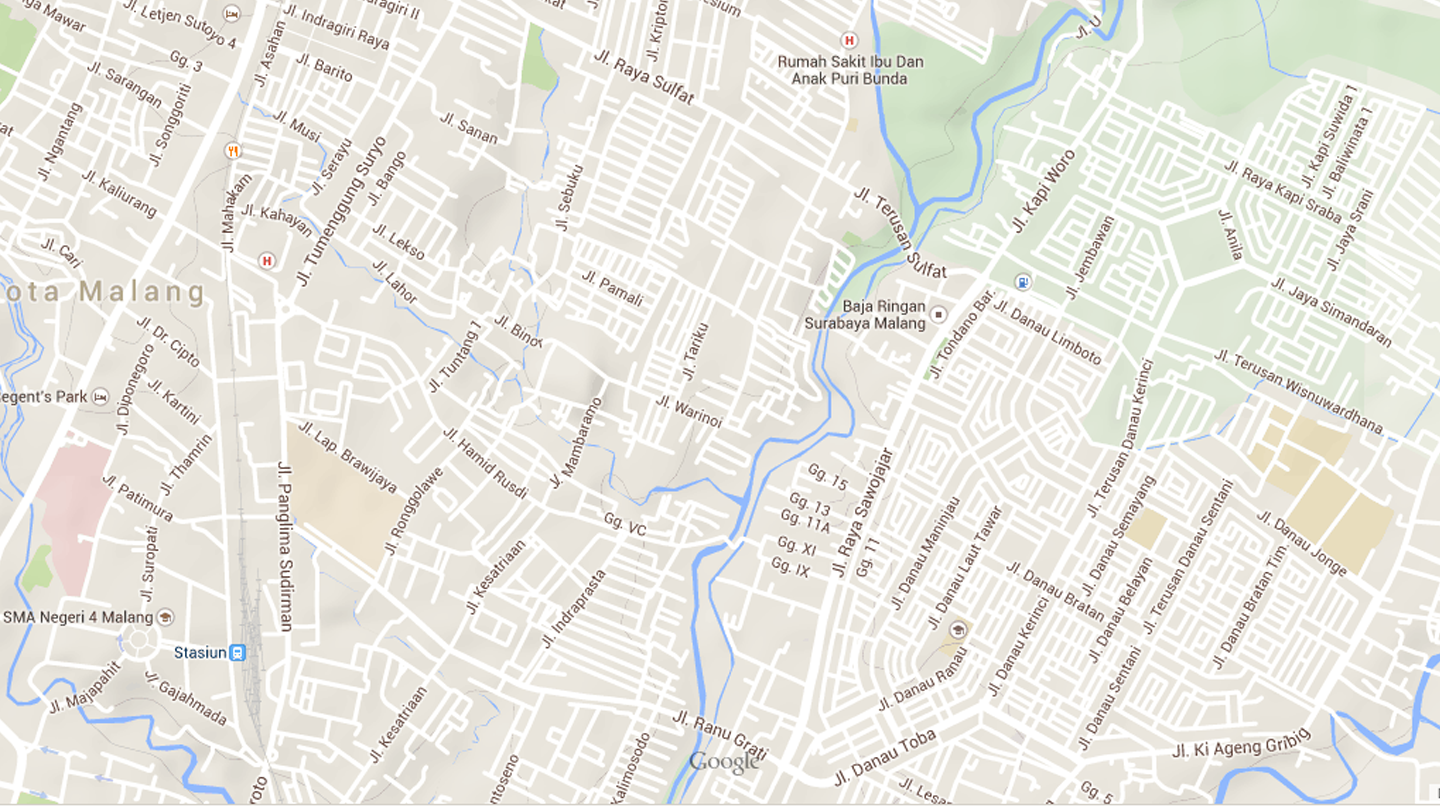 Jl. Letjen Sutoyo 4
Jl. Indragiri Raya
Gg. 3
Jl. Asahan
Jl. Barito
Jl. Raya Sulfat
Rumah Sakit Ibu Dan
Anak Puri Bunda
Jl. Sarangan
Jl. Songgoriti
Jl. Ngantang
Jl. Musi
Jl. Serayu
Jl. Sanan
Jl. Kapi Suwida 1
Jl. Baliwinata 1
Jl. Kaliurang
Jl. Mahakam
Jl. Kahayan
Jl. Tumenggung Suryo
Jl. Bango
Jl. Sebuku
Jl. Terusan Sulfat
Jl. Kapi Woro
Jl. Raya Kapi Sraba
Jl. Jaya Srani
Jl. Anila
Jl. Jembawan
Jl. Cari
Jl. Lekso
Jl. Lahor
Jl. Pamali
ota Malang
Jl. Jaya Simandaran
Baja Ringan
Surabaya Malang
Jl. Tondano Bar.
Jl. Danau Limboto
Jl. Dr. Cipto
Jl. Diponegoro
Jl. Kartini
Jl. Tuntang 1
Jl. Tariku
Jl. Warinoi
Jl. Terusan Wisnuwardhana
Jl. Terusan Danau Kerinci
egent's Park
Jl. Thamrin
Jl. Patimura
Jl. Lap. Brawijaya
Jl. Hamid Rusdi
Jl. Ronggolawe
Jl. Panglima Sudirman
Gg. VC
Gg. 15
Gg. 13
Gg. 11A
Gg. XI
Gg. IX
Jl. Raya Sawojajar
Gg. 11
Jl. Danau Maninjau
Jl. Danau Laut Tawar
Jl. Danau Semayang
Jl. Terusan Danau Sentani
Jl. Danau Jonge
Jl. Suropati
Jl. Kesatriaan
Jl. Indraprasta
Jl. Danau Bratan
Jl. Danau Belayan
Jl. Danau Bratan Tim.
Jl. Danau Kerinci
SMA Negeri 4 Malang
Stasiun
Jl. Majapahit
Jl. Gajahmada
Jl. Kesatriaan
Jl. Danau Ranau
Jl. Danau Sentani
Jl. Ranu Grati
Google
Jl. Danau Toba
Jl. Ki Ageng Gribig
Gg. 5